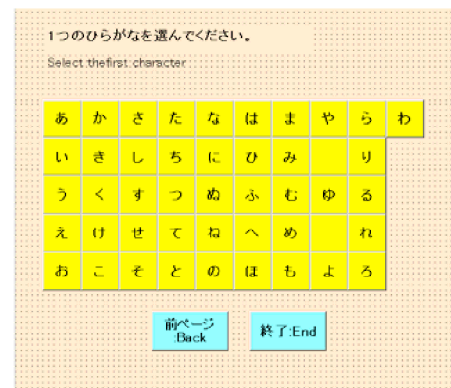 1つのひらがなを選んでください。
Select thefirst character
あ か さ た な は ま や ら わ
い き し ち に ひ み り
う く す つ ぬ ふ む ゆ る
え け せ て ね へ め れ
お こ そ と の ほ も よ ろ
前ページ
:Back
終了:End